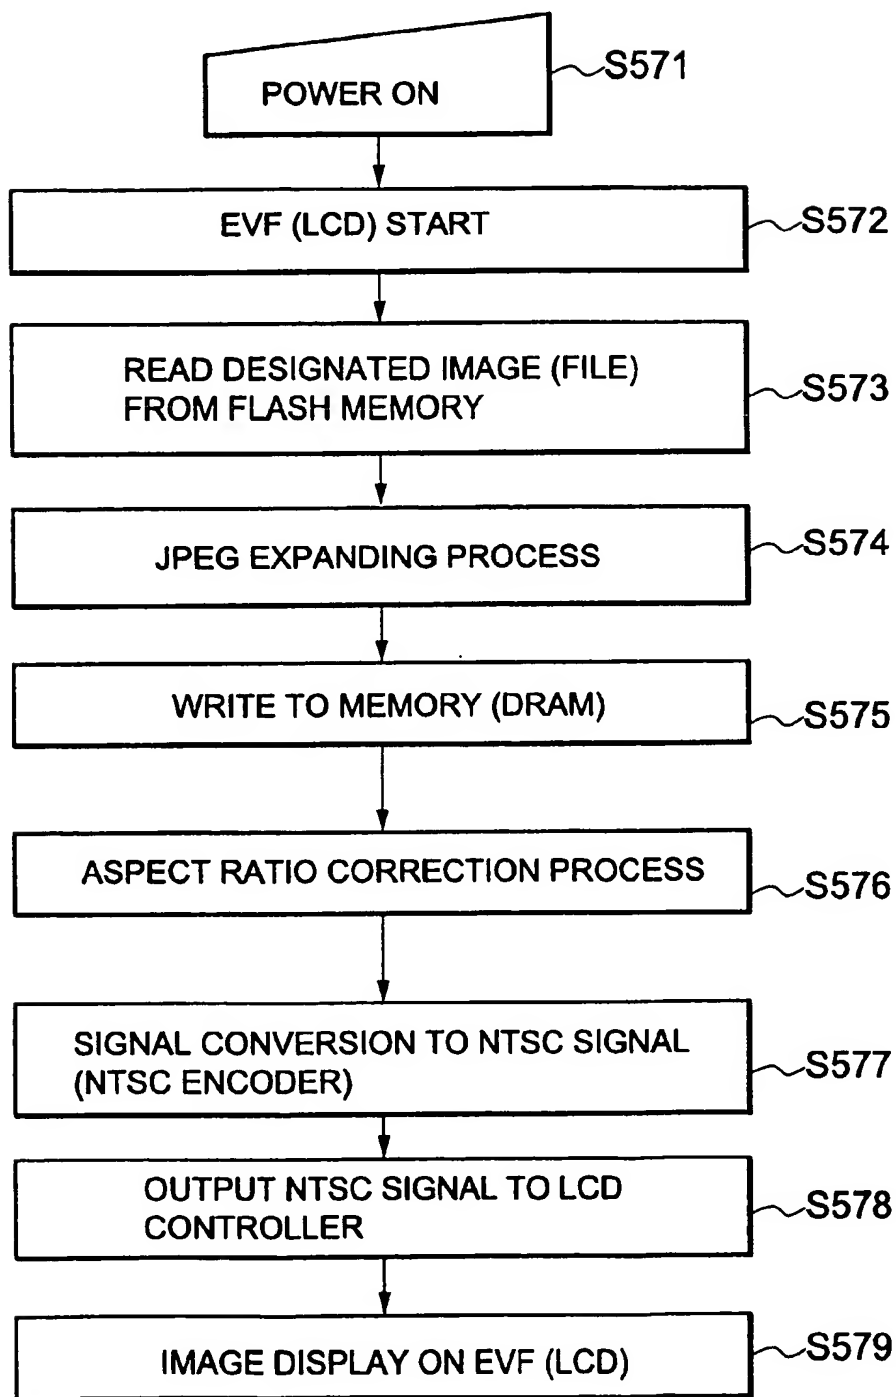 POWER ON
S571
EVF (LCD) START
S572
READ DESIGNATED IMAGE (FILE)
FROM FLASH MEMORY
S573
JPEG EXPANDING PROCESS
S574
WRITE TO MEMORY (DRAM)
S575
ASPECT RATIO CORRECTION PROCESS
S576
SIGNAL CONVERSION TO NTSC SIGNAL
(NTSC ENCODER)
S577
OUTPUT NTSC SIGNAL TO LCD
CONTROLLER
S578
IMAGE DISPLAY ON EVF (LCD)
S579